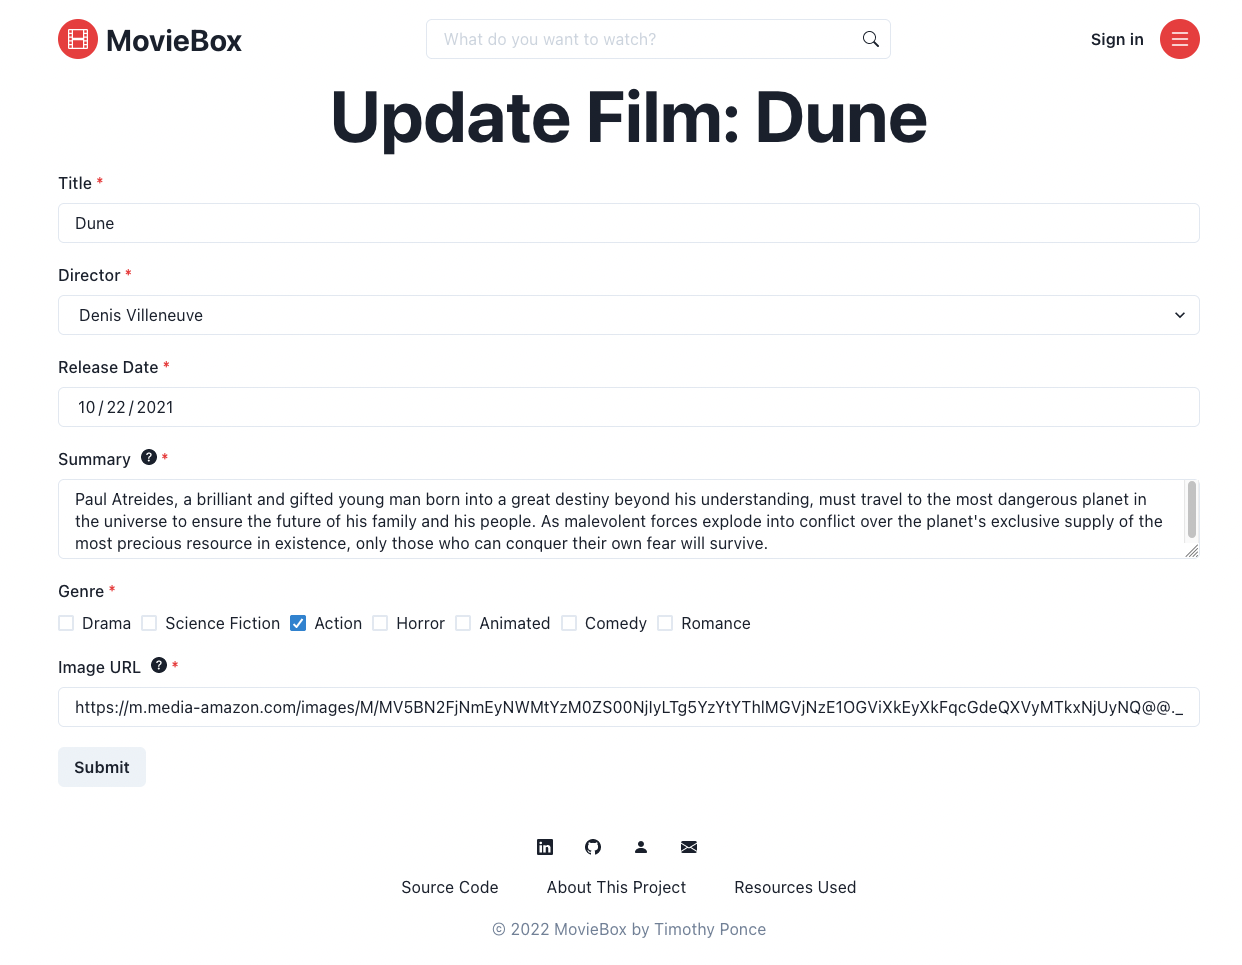 MovieBox
What do you want to watch?
Sign in
Update Film: Dune
Title *
Dune
Director *
Denis Villeneuve
Release Date *
10/22/2021
Summary ? *
Paul Atreides, a brilliant and gifted young man born into a great destiny beyond his understanding, must travel to the most dangerous planet in
the universe to ensure the future of his family and his people. As malevolent forces explode into conflict over the planet's exclusive supply of the
most precious resource in existence, only those who can conquer their own fear will survive.
Genre *
Drama Science Fiction Action Horror Animated Comedy Romance
Image URL ? *
https://m.media-amazon.com/images/M/MV5BN2FjNmEyNWMtYzM0ZS00NjIyLTg5YzYtYThlMGVjNzE1OGViXkEyXkFqcGdeQXVyMTkxNjUyNQ@@._
Submit
in
Source Code About This Project Resources Used
© 2022 MovieBox by Timothy Ponce